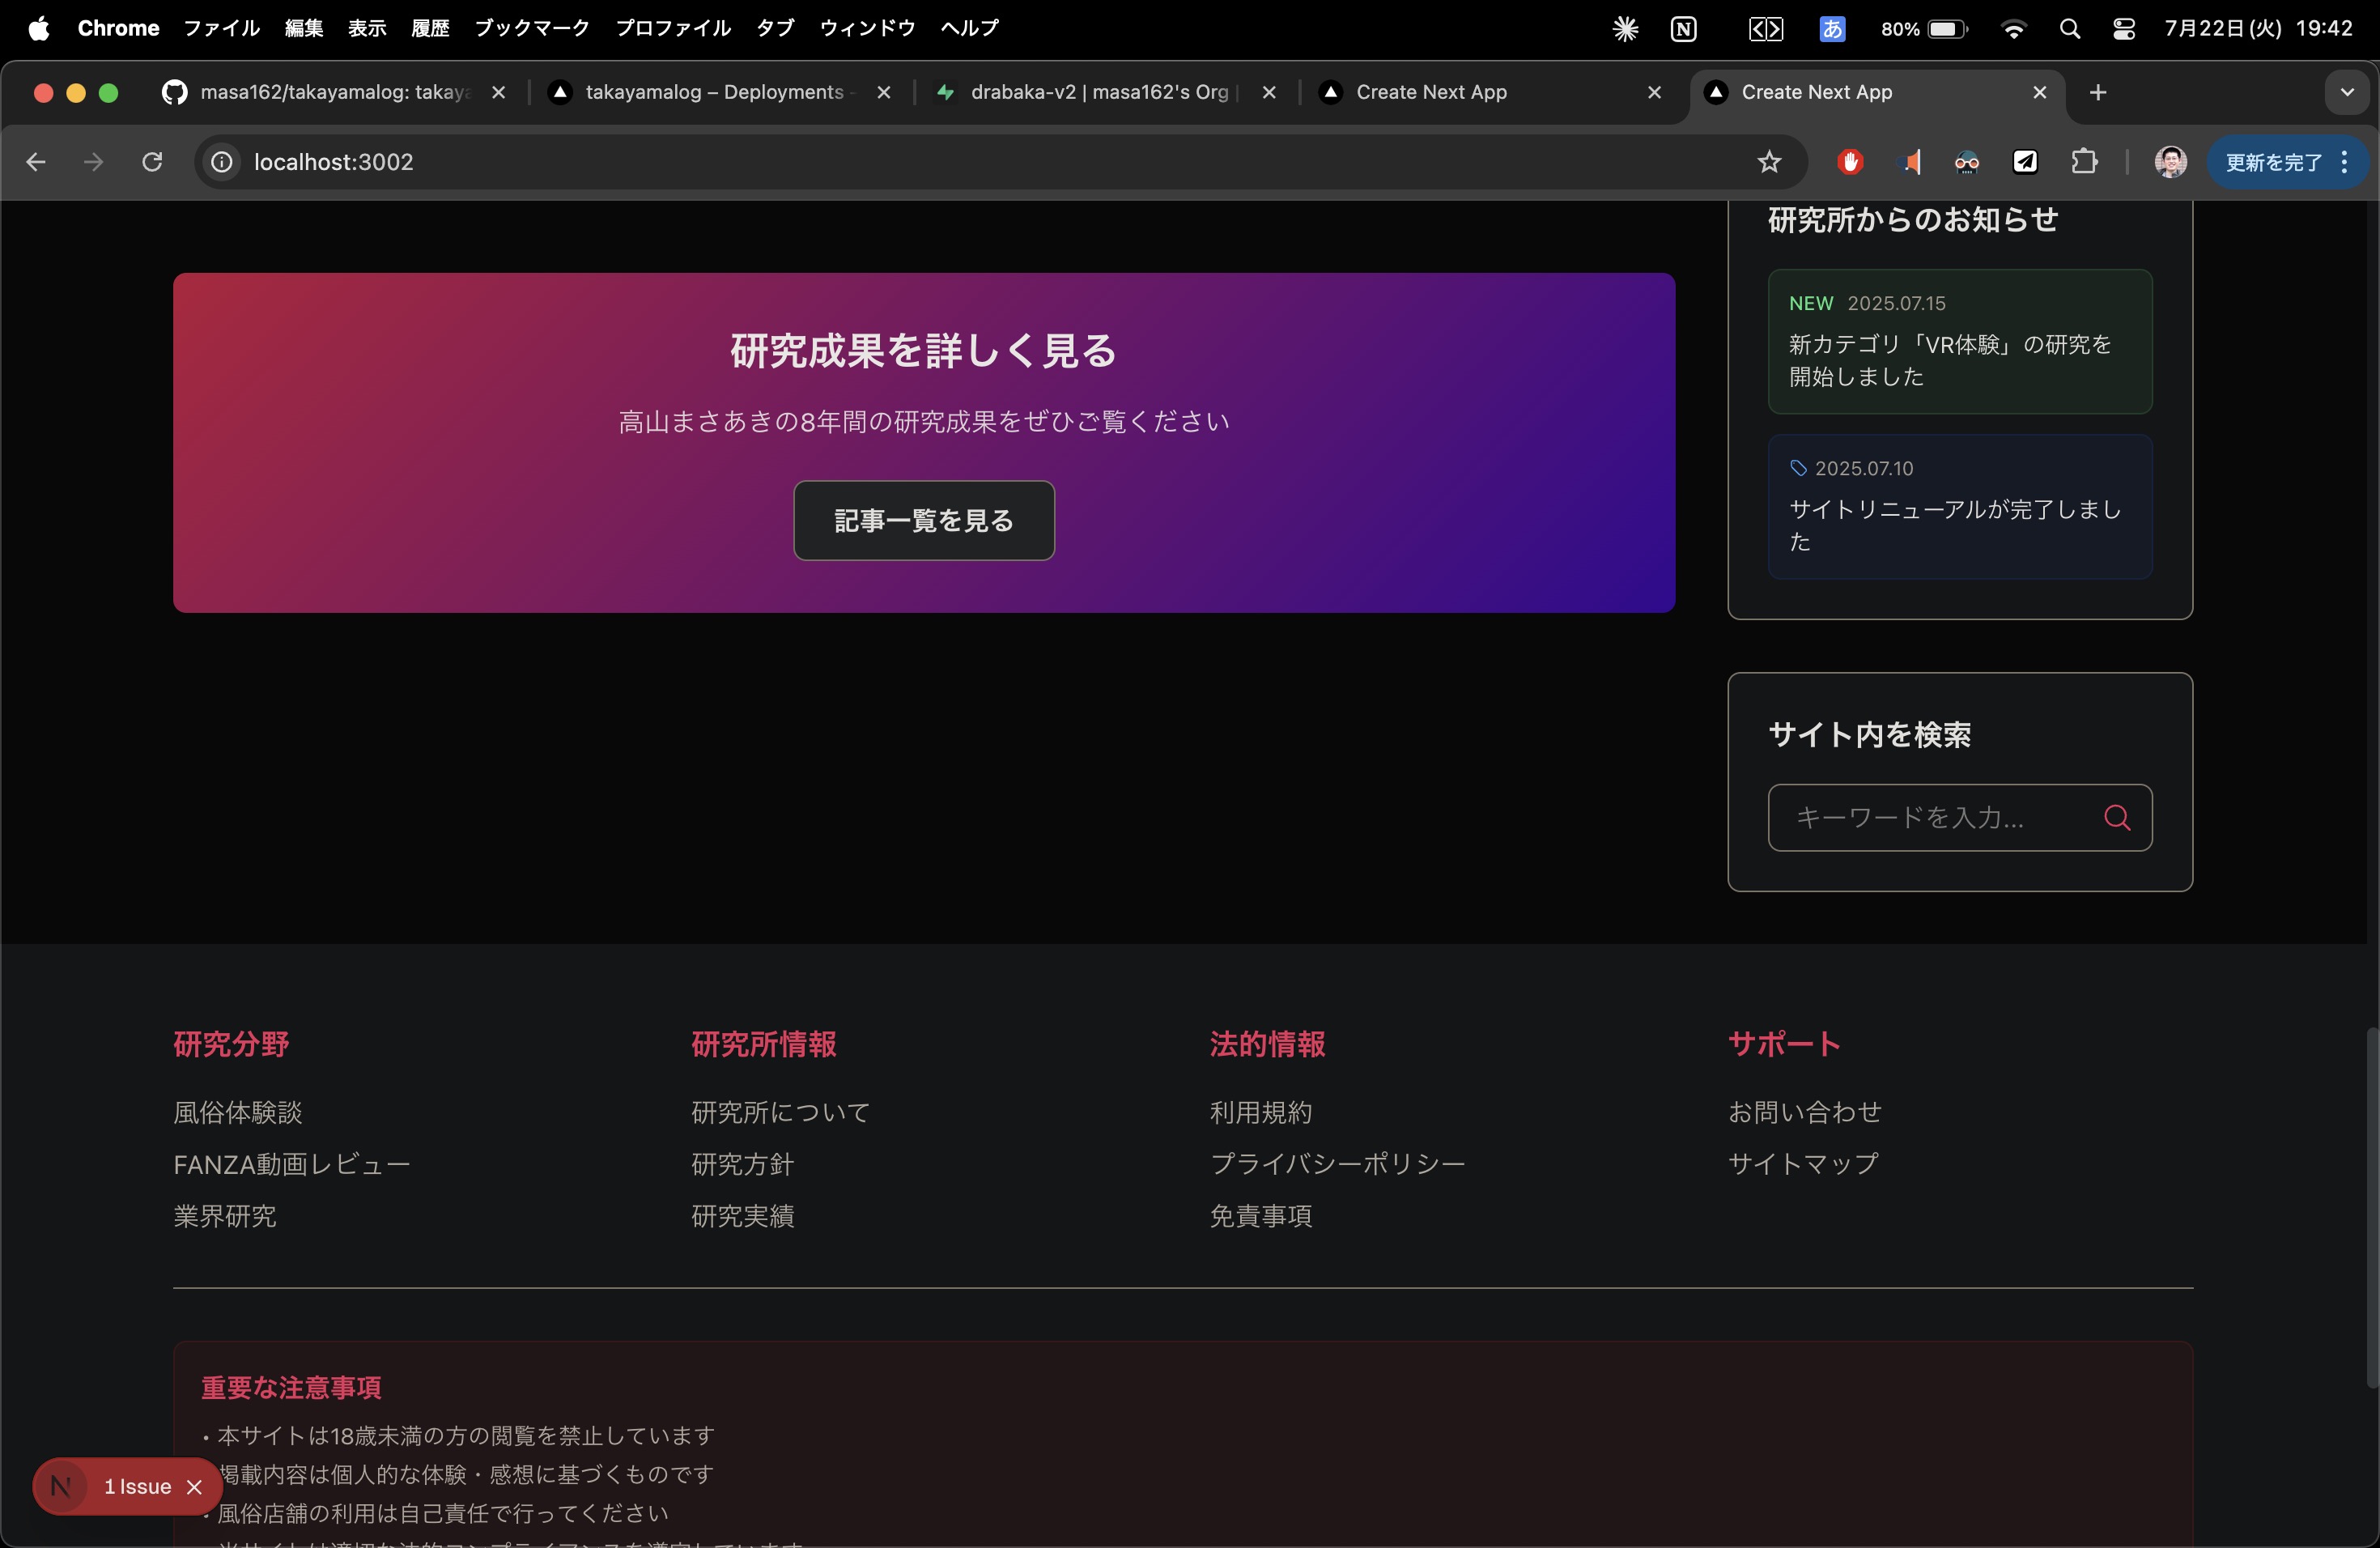 Chrome ファイル 編集 表示 履歴 ブックマーク プロファイル タブ ウィンドウ ヘルプ
N あ 80% 7月22日(火) 19:42
masa162/takayamalog: takaya
takayamalog – Deployments -
drabaka-v2 | masa162's Org |
Create Next App
Create Next App
localhost:3002
更新を完了
研究成果を詳しく見る
高山まさあきの8年間の研究成果をぜひご覧ください
記事一覧を見る
研究所からのお知らせ
NEW 2025.07.15
新カテゴリ「VR体験」の研究を
開始しました
2025.07.10
サイトリニューアルが完了しまし
た
サイト内を検索
キーワードを入力...
研究分野
風俗体験談
FANZA動画レビュー
業界研究
研究所情報
研究所について
研究方針
研究実績
法的情報
利用規約
プライバシーポリシー
免責事項
サポート
お問い合わせ
サイトマップ
重要な注意事項
• 本サイトは18歳未満の方の閲覧を禁止しています
掲載内容は個人的な体験・感想に基づくものです
• 風俗店舗の利用は自己責任で行ってください
N 1 Issue